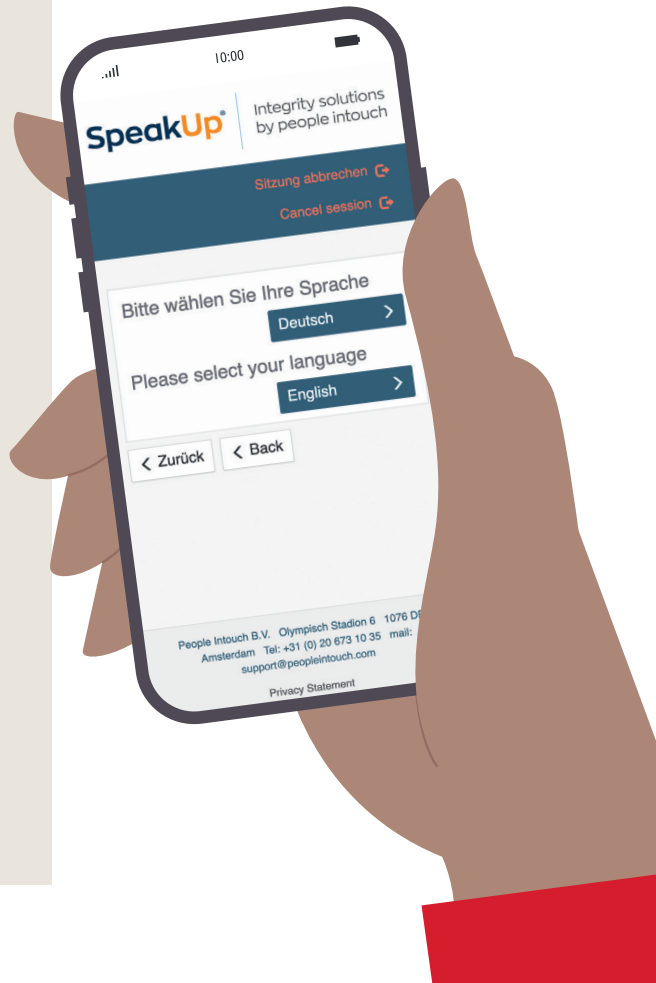 10:00
SpeakUp®
Integrity solutions
by people intouch
Sitzung abbrechen
Cancel session
Bitte wählen Sie Ihre Sprache
Deutsch
Please select your language
English
Zurück
Back
People Intouch B.V. Olympisch Stadion 6 1076
Amsterdam Tel: +31 (0) 20 673 10 35 mail:
support@peopleintouch.com
Privacy Statement